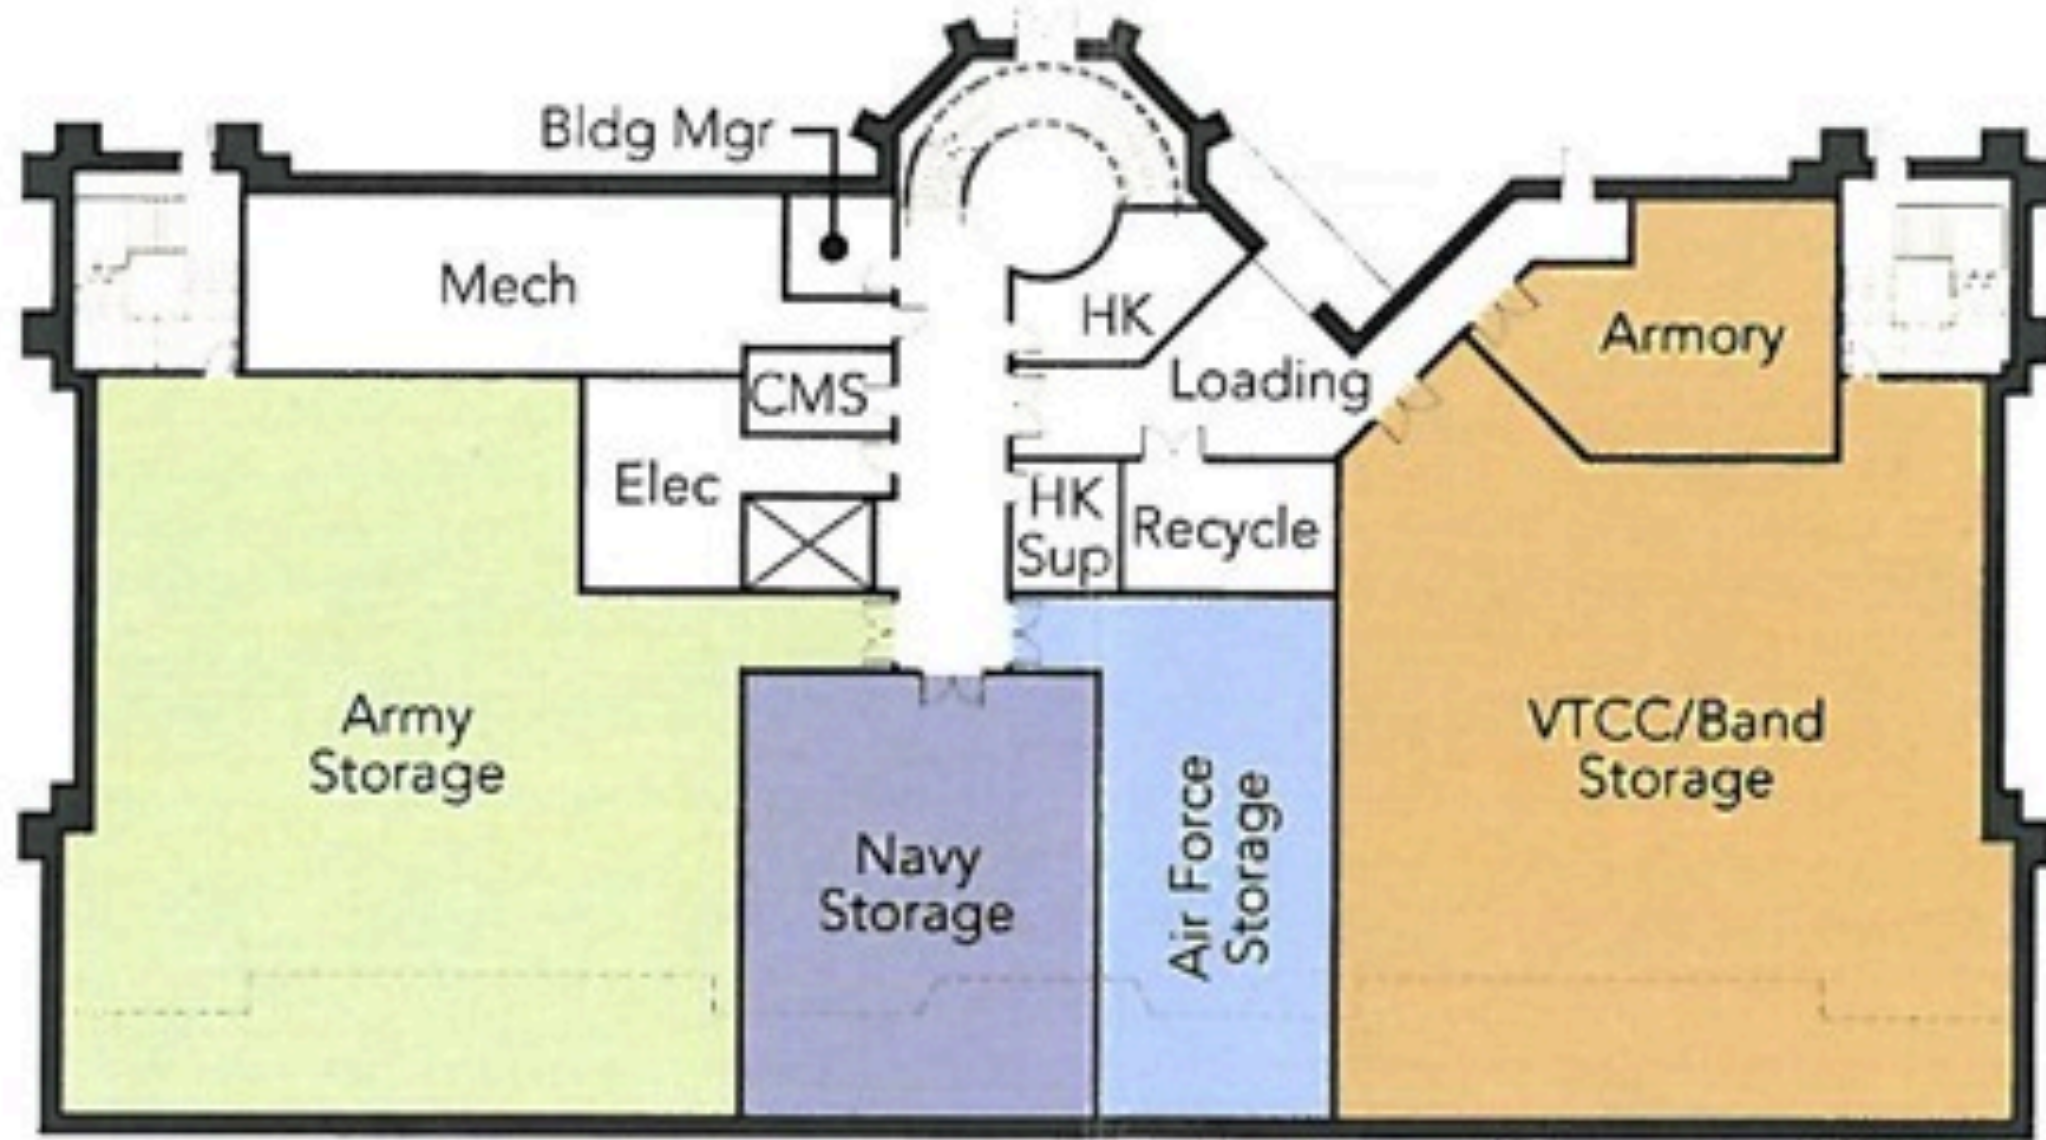 Bldg Mgr
Mech
HK
Armory
CMS
Loading
Elec
HK
Sup
Recycle
Army
Storage
Navy
Storage
Air Force
Storage
VTCC/Band
Storage